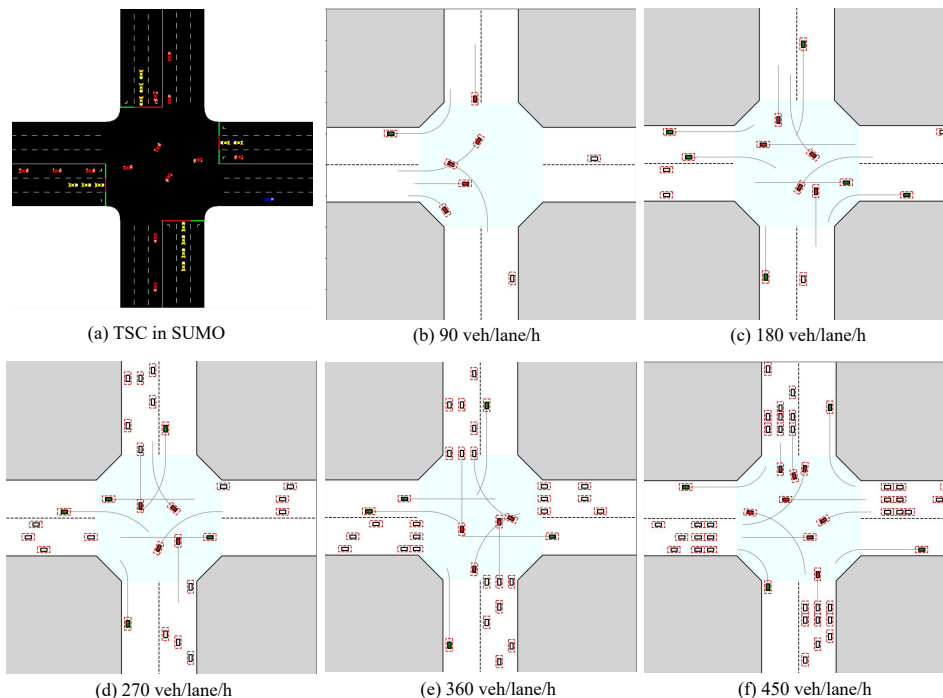 (a) TSC in SUMO
(b) 90 veh/lane/h
(c) 180 veh/lane/h
(d) 270 veh/lane/h
(e) 360 veh/lane/h
(f) 450 veh/lane/h